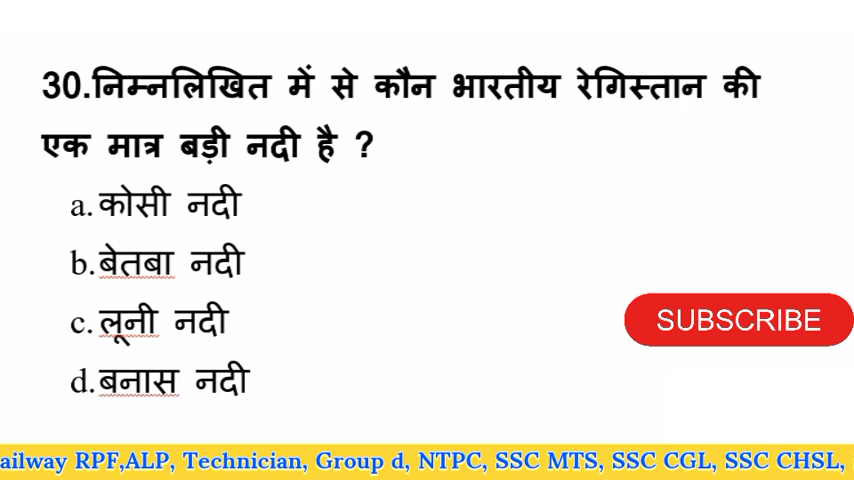 30.निम्नलिखित में से कौन भारतीय रेगिस्तान की
एक मात्र बड़ी नदी है ?
a. कोसी नदी
b. बेतबा नदी
c. लूनी नदी
d. बनास नदी
SUBSCRIBE
ailway RPF,ALP, Technician, Group d, NTPC, SSC MTS, SSC CGL, SSC CHSL,